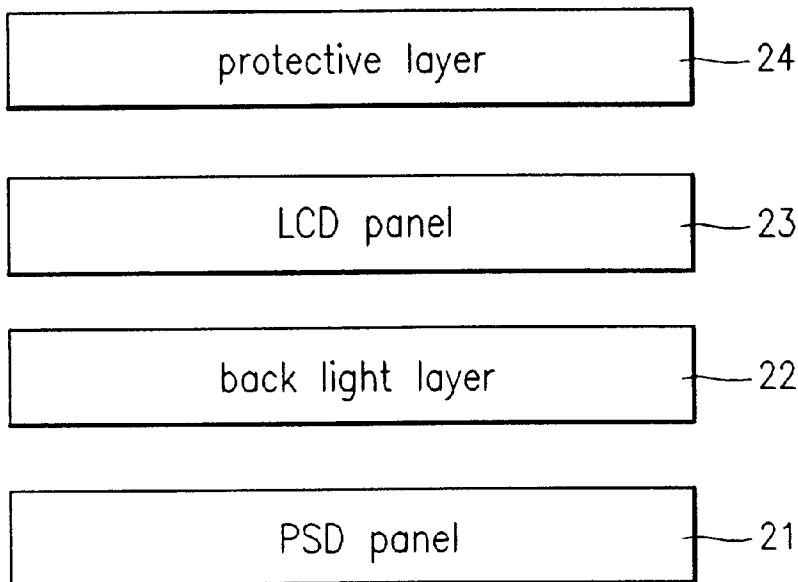 protective layer 24
LCD panel 23
back light layer 22
PSD panel 21